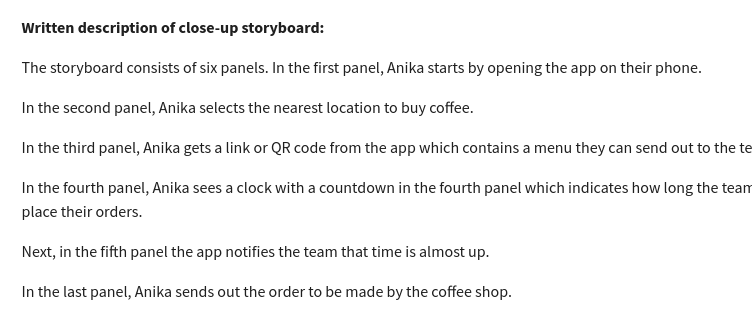 Written description of close-up storyboard:
The storyboard consists of six panels. In the first panel, Anika starts by opening the app on their phone.
In the second panel, Anika selects the nearest location to buy coffee.
In the third panel, Anika gets a link or QR code from the app which contains a menu they can send out to the
In the fourth panel, Anika sees a clock with a countdown in the fourth panel which indicates how long the
place their orders.
Next, in the fifth panel the app notifies the team that time is almost up.
In the last panel, Anika sends out the order to be made by the coffee shop.